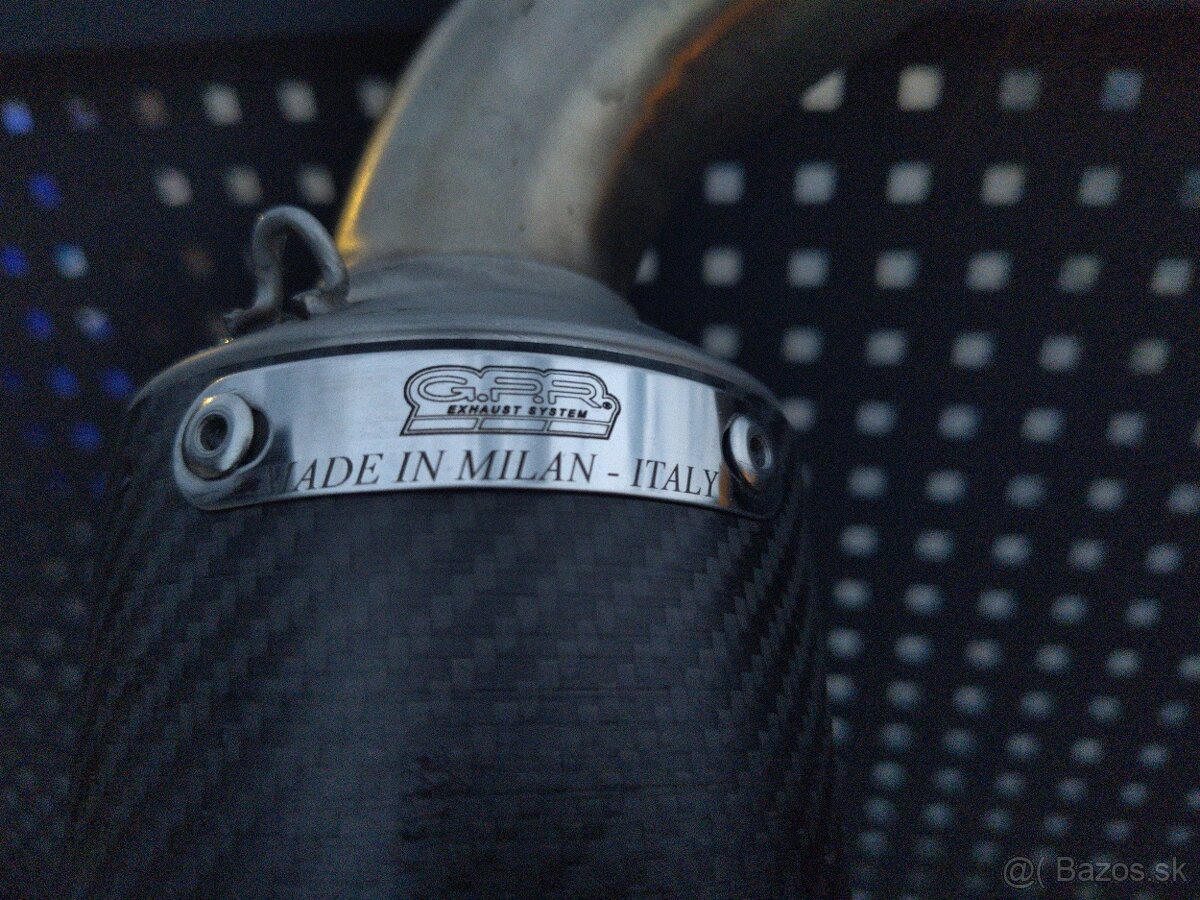 G.P.R.®
EXHAUST SYSTEM
MADE IN MILAN - ITALY
@( Bazos.sk